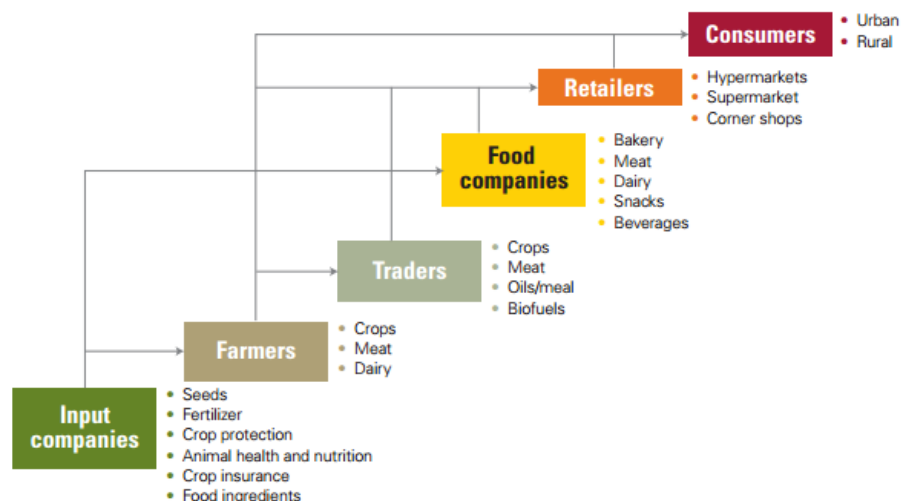 Consumers
• Urban
• Rural
Retailers
• Hypermarkets
• Supermarket
• Corner shops
Food
companies
• Bakery
• Meat
• Dairy
• Snacks
• Beverages
Traders
• Crops
• Meat
• Oils/meal
• Biofuels
Farmers
• Crops
• Meat
• Dairy
Input
companies
• Seeds
• Fertilizer
• Crop protection
• Animal health and nutrition
• Crop insurance
• Food ingredients